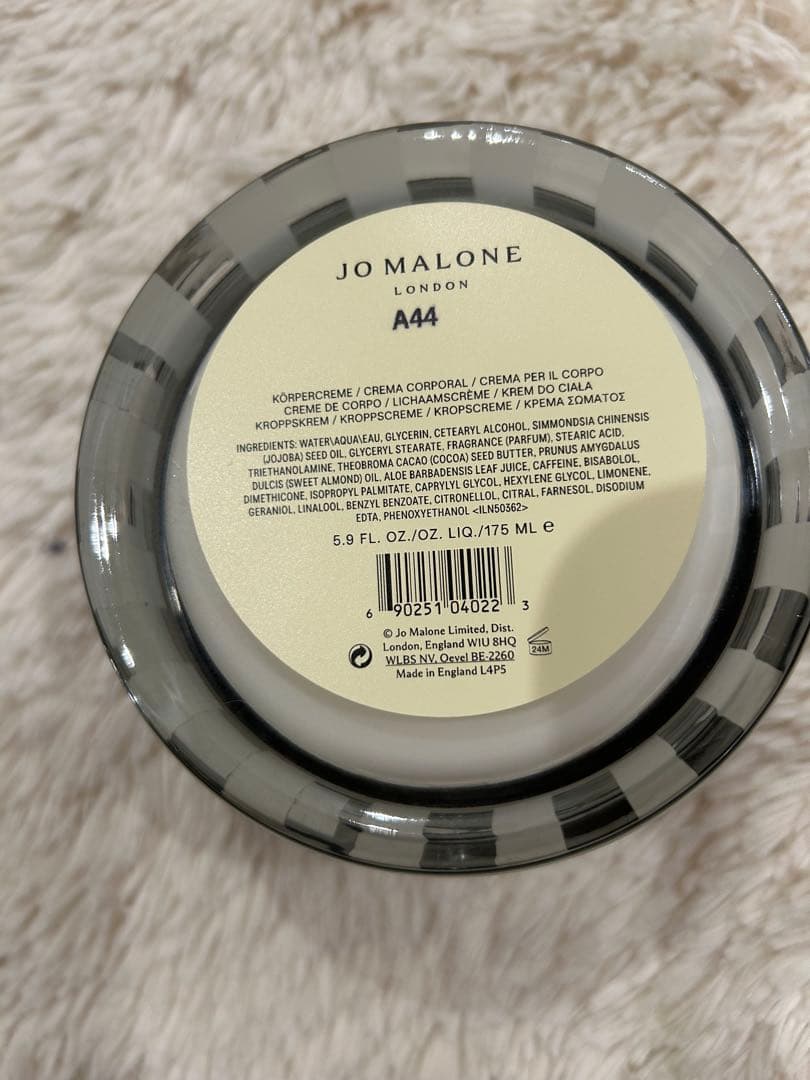 JO MALONE
LONDON
A44
KÖRPERCREME / CREMA CORPORAL / CREMA PER IL CORPO
CREME DE CORPO / LICHAAMSCRÈME / KREM DO CIAŁA
KROPPSKREM / KROPPSCREME / KROPSCREME / ΚΡΕΜΑ ΣΩΜΑΤΟΣ
INGREDIENTS: WATER\AQUA\EAU, GLYCERIN, CETEARYL ALCOHOL, SIMMONDSIA CHINENSIS
(JOJOBA) SEED OIL, GLYCERYL STEARATE, FRAGRANCE (PARFUM), STEARIC ACID,
TRIETHANOLAMINE, THEOBROMA CACAO (COCOA) SEED BUTTER, PRUNUS AMYGDALUS
DULCIS (SWEET ALMOND) OIL, ALOE BARBADENSIS LEAF JUICE, CAFFEINE, BISABOLOL,
DIMETHICONE, ISOPROPYL PALMITATE, CAPRYLYL GLYCOL, HEXYLENE GLYCOL, LIMONENE,
GERANIOL, LINALOOL, BENZYL BENZOATE, CITRONELLOL, CITRAL, FARNESOL, DISODIUM
EDTA, PHENOXYETHANOL <ILN50362>
5.9 FL. OZ./OZ. LIQ./175 ML ℮
6 90251 04022 3
© Jo Malone Limited, Dist.
London, England W1U 8HQ
WLBS NV, Oevel BE-2260
Made in England L4P5
24M